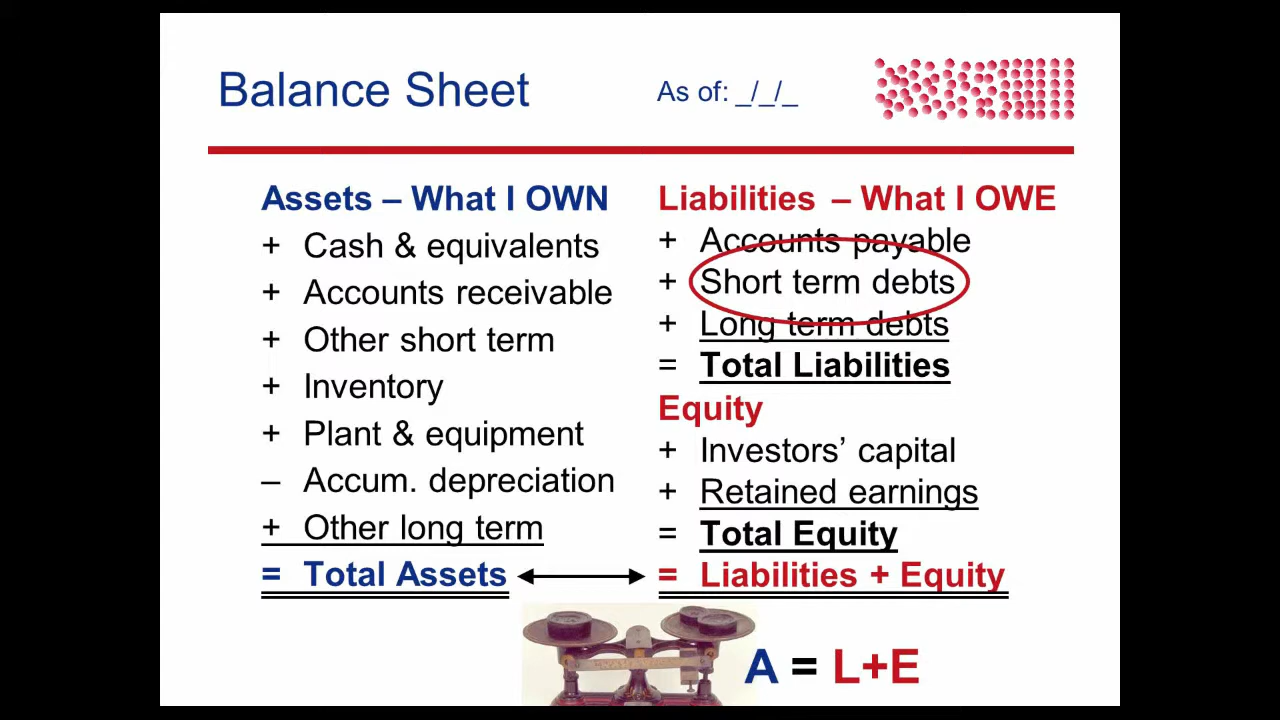 Balance Sheet
As of: _/_/_
Assets – What I OWN
+ Cash & equivalents
+ Accounts receivable
+ Other short term
+ Inventory
+ Plant & equipment
– Accum. depreciation
+ Other long term
= Total Assets
Liabilities – What I OWE
+ Accounts payable
+ Short term debts
+ Long term debts
= Total Liabilities
Equity
+ Investors’ capital
+ Retained earnings
= Total Equity
= Liabilities + Equity
A = L+E